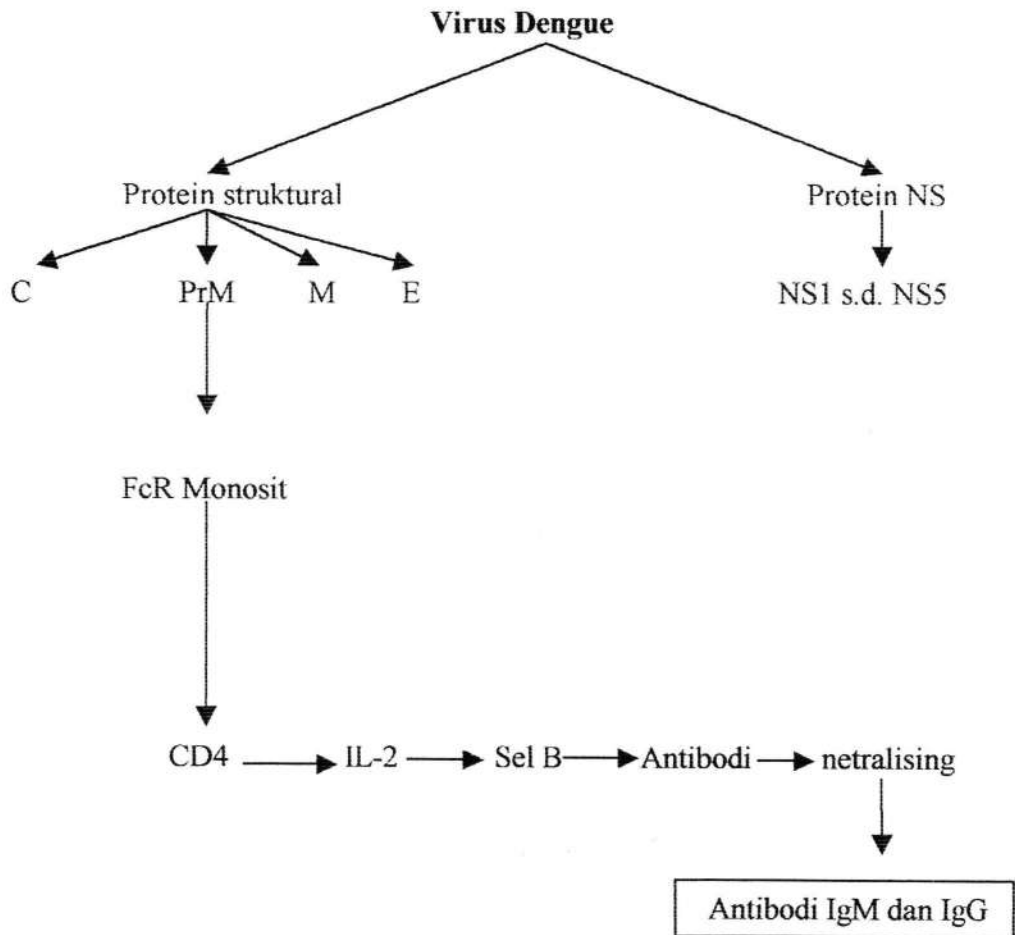 Virus Dengue
Protein struktural
Protein NS
C
PrM
M
E
NS1 s.d. NS5
FcR Monosit
CD4
IL-2
Sel B
Antibodi
netralising
Antibodi IgM dan IgG